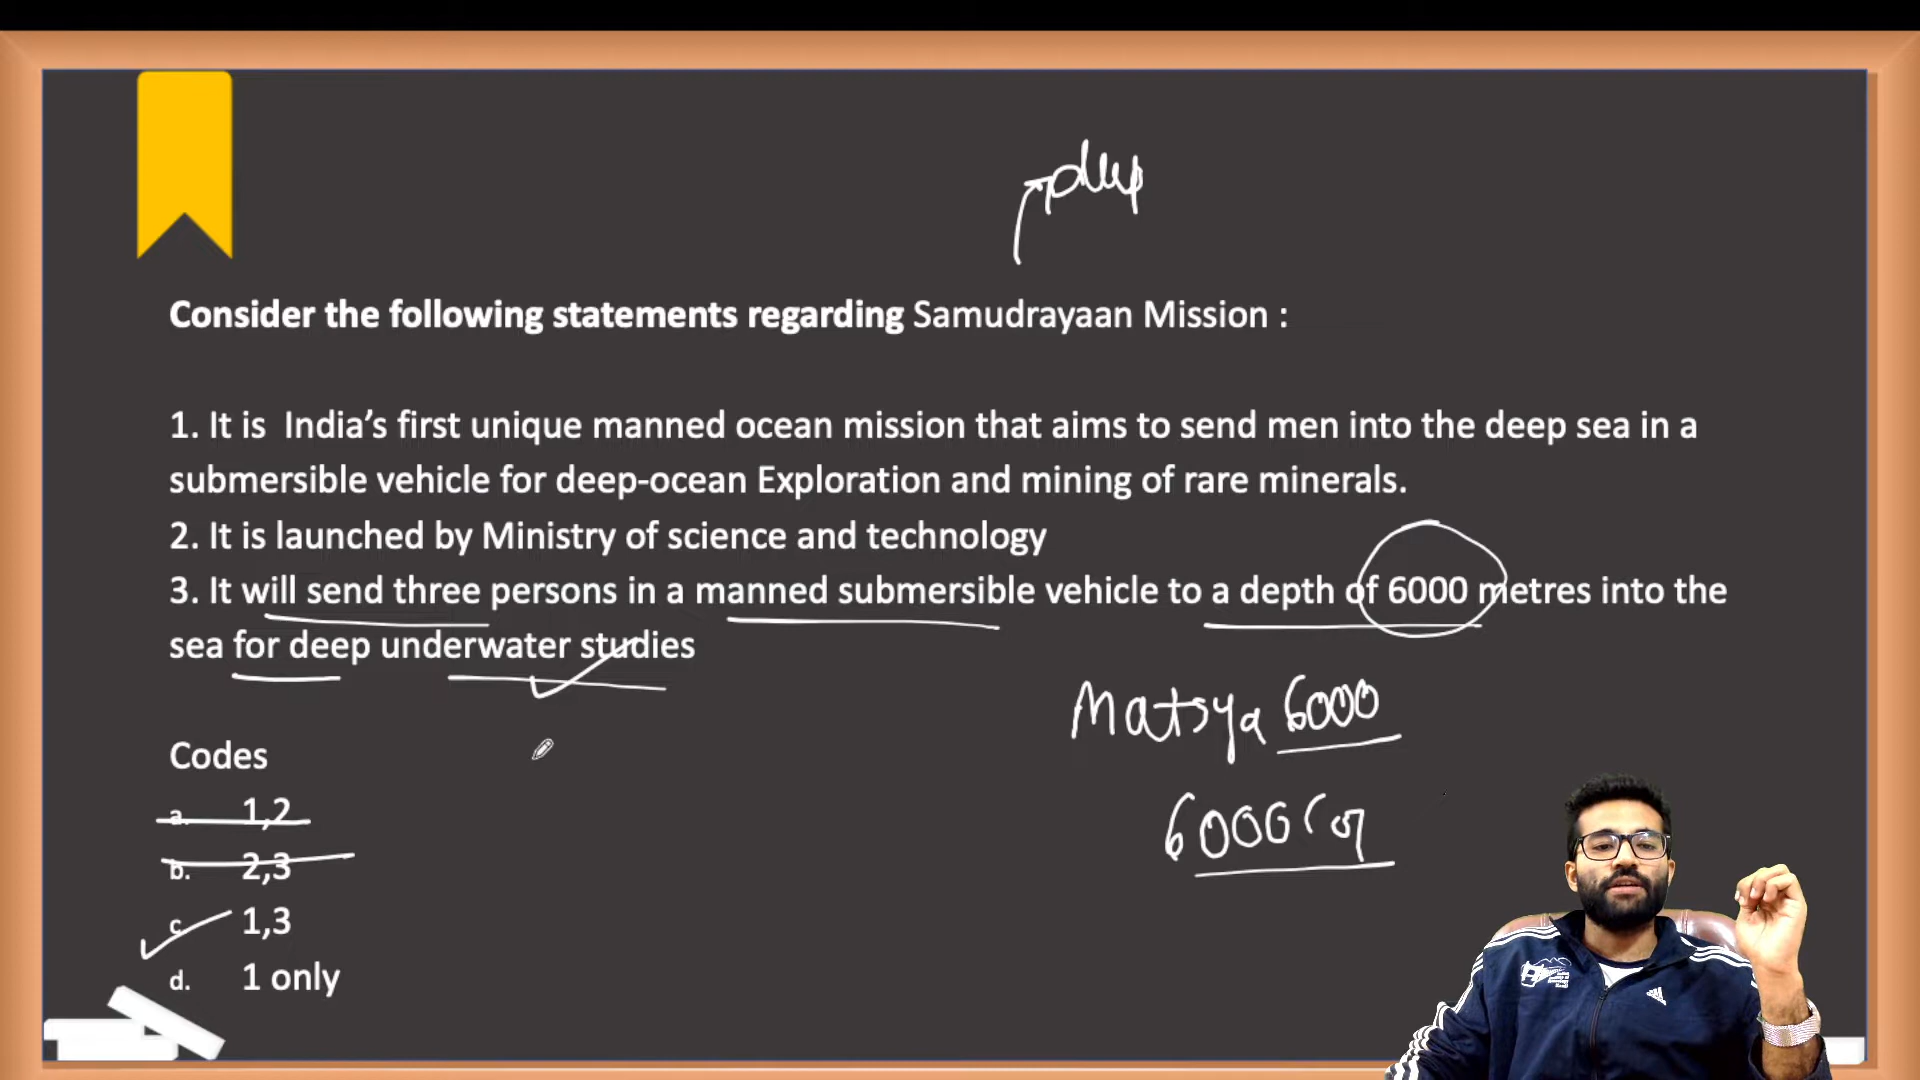 deep
Consider the following statements regarding Samudrayaan Mission :
1. It is India’s first unique manned ocean mission that aims to send men into the deep sea in a
submersible vehicle for deep-ocean Exploration and mining of rare minerals.
2. It is launched by Ministry of science and technology
3. It will send three persons in a manned submersible vehicle to a depth of 6000 metres into the
sea for deep underwater studies
Matsya 6000
Codes
a. 1,2
6000
b. 2,3
c. 1,3
d. 1 only